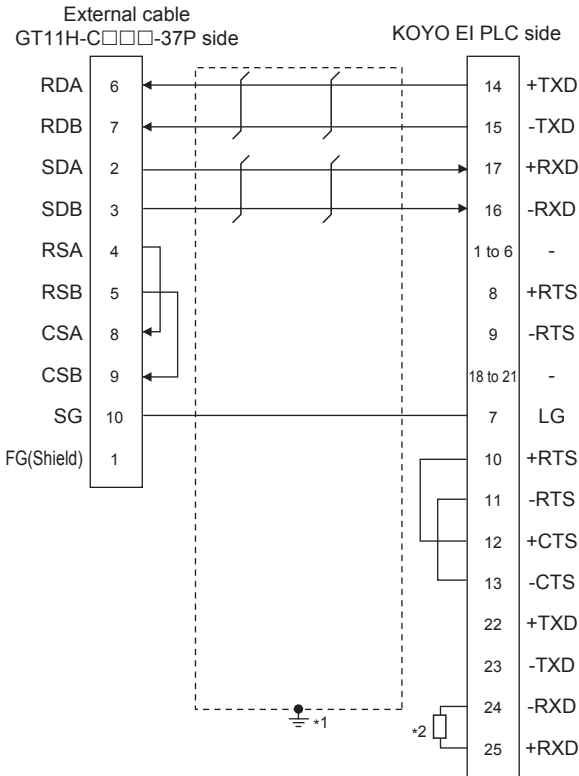 External cable
GT11H-C□□□-37P side
KOYO EI PLC side
RDA 6 14 +TXD
RDB 7 15 -TXD
SDA 2 17 +RXD
SDB 3 16 -RXD
RSA 4 1 to 6 -
RSB 5 8 +RTS
CSA 8 9 -RTS
CSB 9 18 to 21 -
SG 10 7 LG
FG(Shield) 1 10 +RTS
11 -RTS
12 +CTS
13 -CTS
22 +TXD
23 -TXD
*1 24 -RXD
*2
25 +RXD